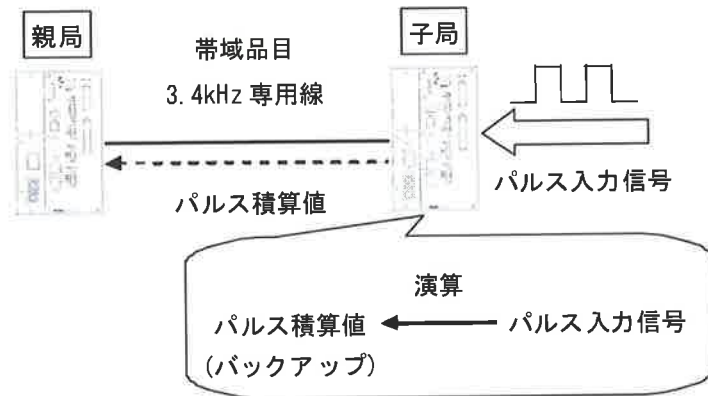 親局
子局
帯域品目
3.4kHz 専用線
パルス積算値
パルス入力信号
演算
パルス積算値
パルス入力信号
(バックアップ)